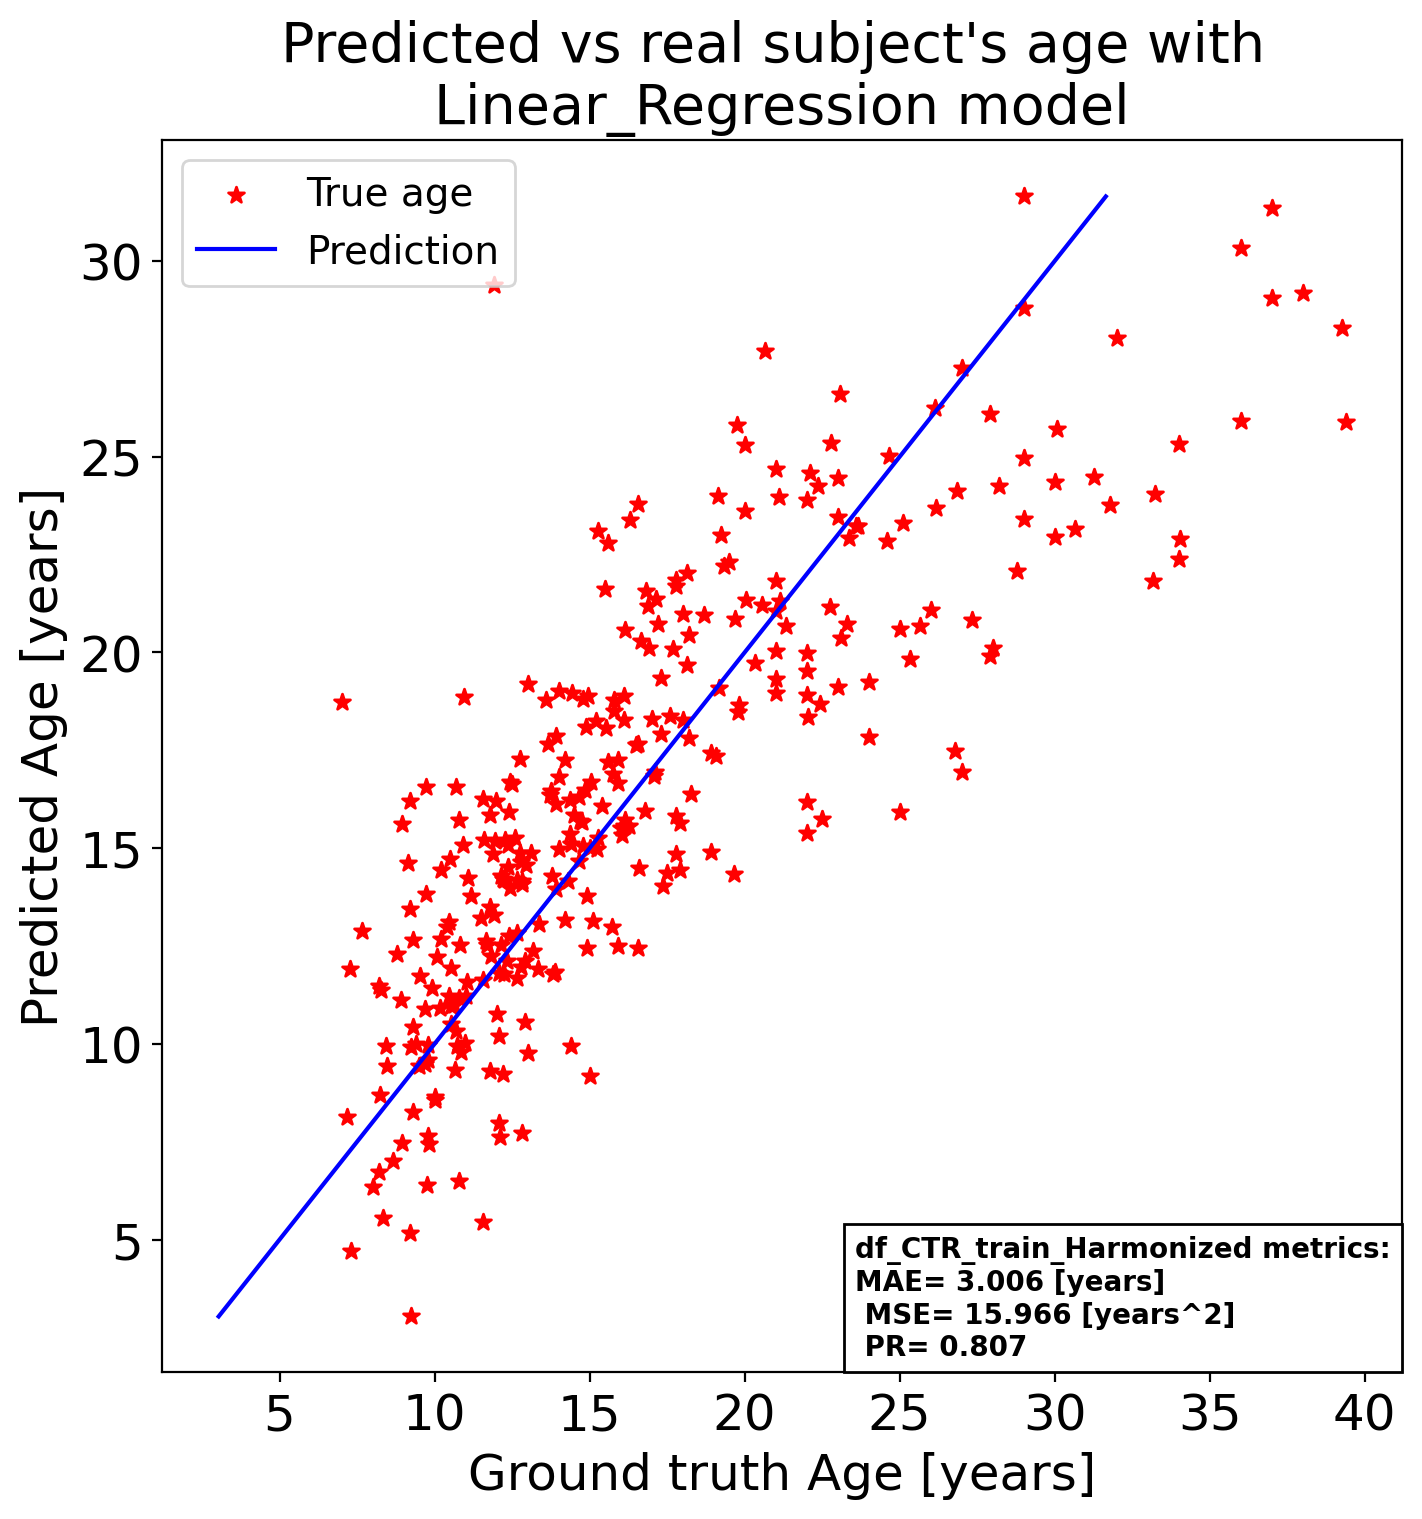 Predicted vs real subject's age with
Linear_Regression model
True age
Prediction
30
25
20
15
10
5
Predicted Age [years]
df_CTR_train_Harmonized metrics:
MAE= 3.006 [years]
MSE= 15.966 [years^2]
PR= 0.807
5 10 15 20 25 30 35 40
Ground truth Age [years]